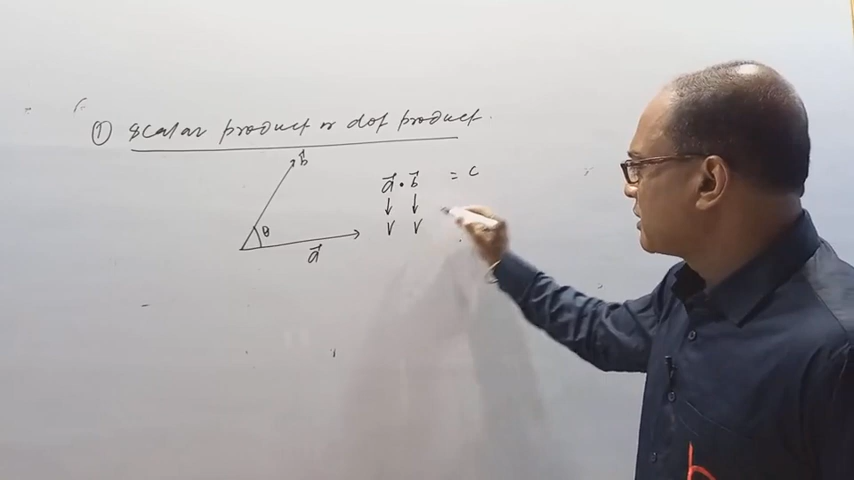 ① scalar product or dot product.
b⃗
a⃗ · b⃗ = c
θ
↓ ↓
V V
a⃗